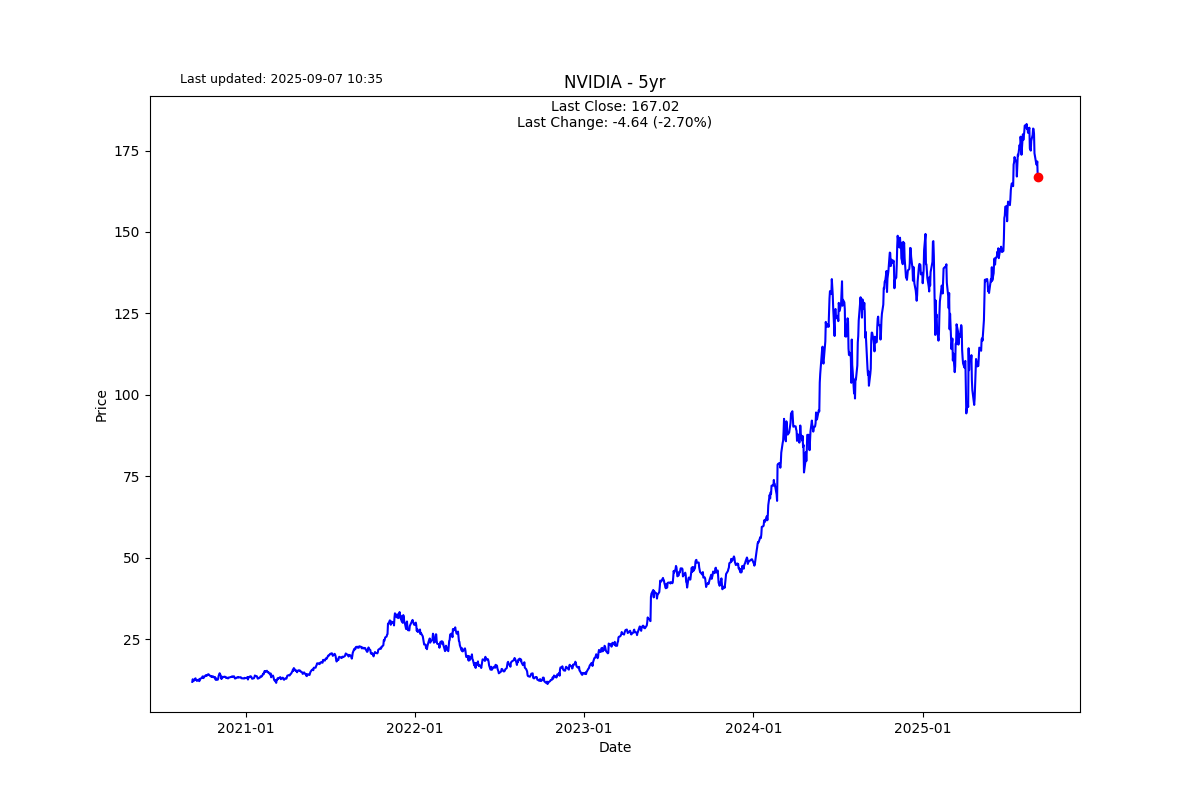 Last updated: 2025-09-07 10:35
NVIDIA - 5yr
Last Close: 167.02
Last Change: -4.64 (-2.70%)
175
150
125
100
75
50
25
Price
2021-01
2022-01
2023-01
2024-01
2025-01
Date